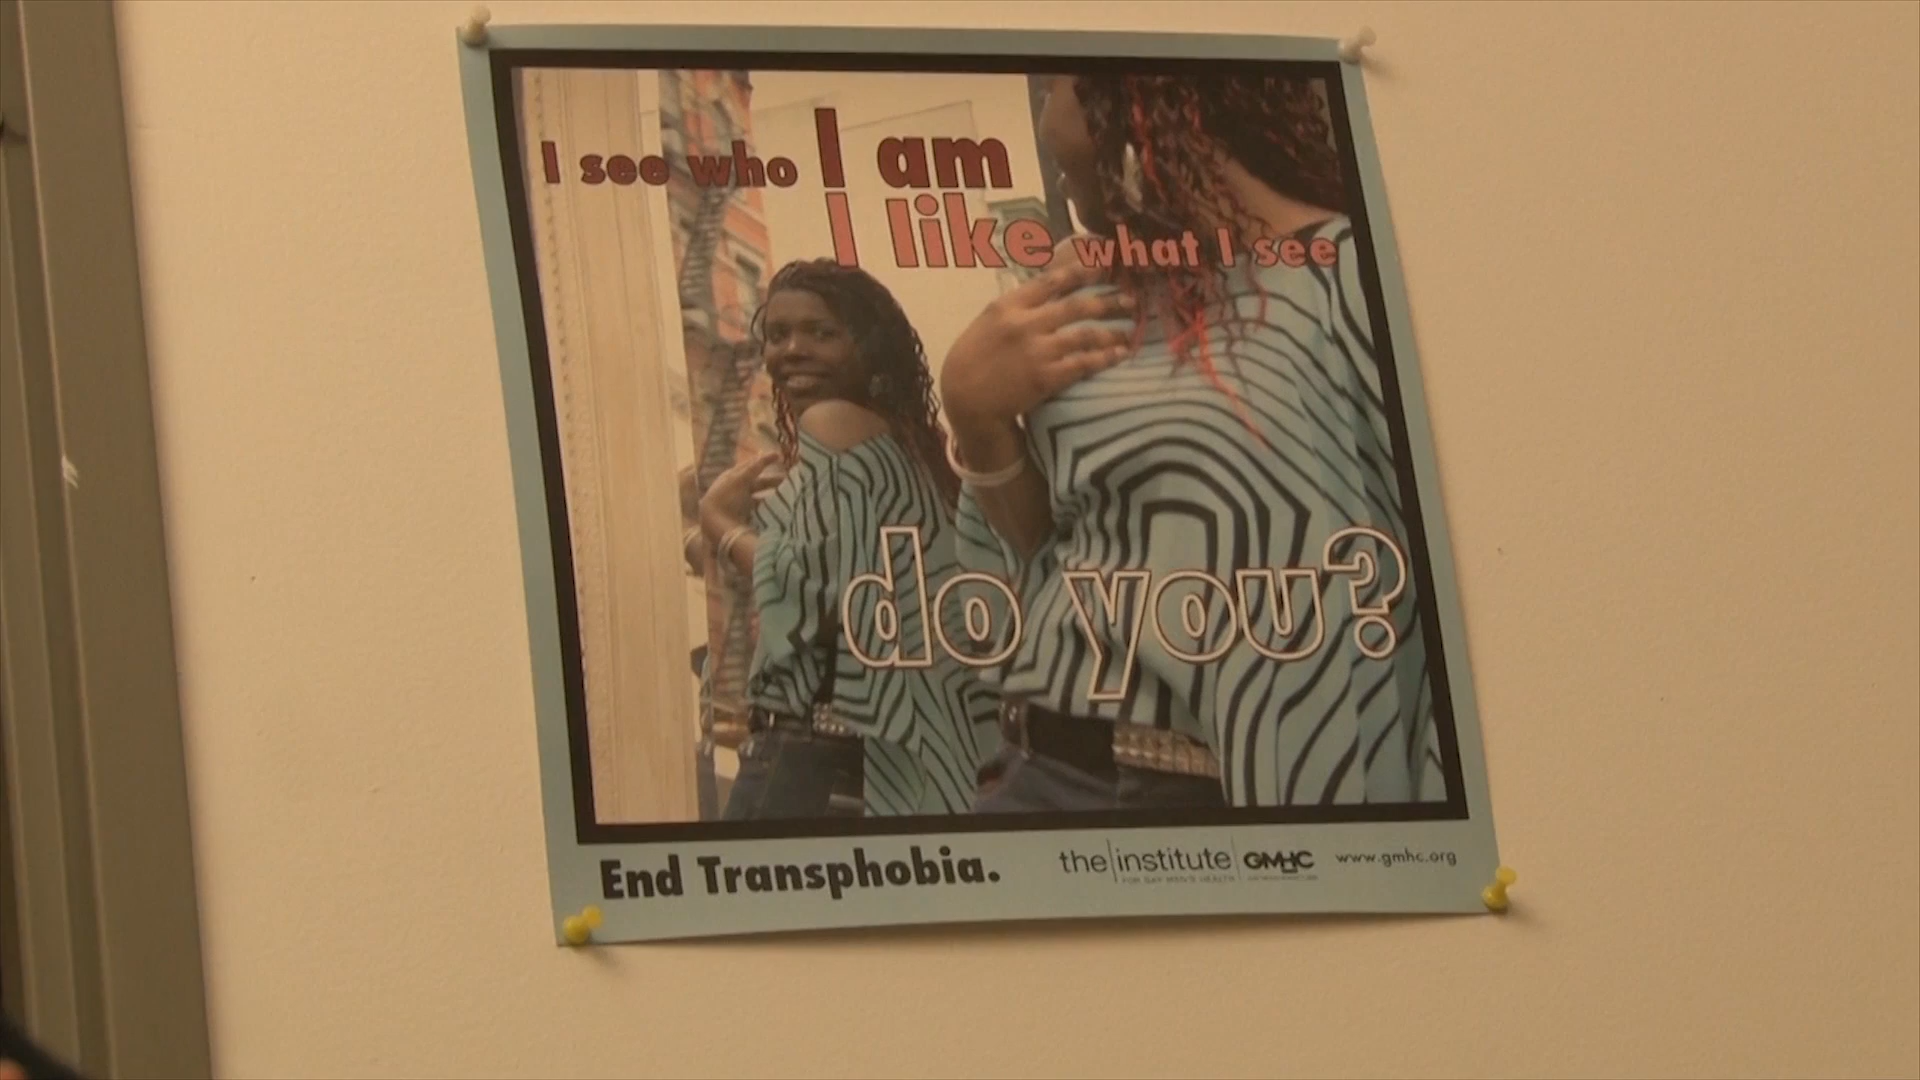 I see who I am
I like what I see
do you?
End Transphobia.
the institute GMHC www.gmhc.org
FOR GAY MEN'S HEALTH